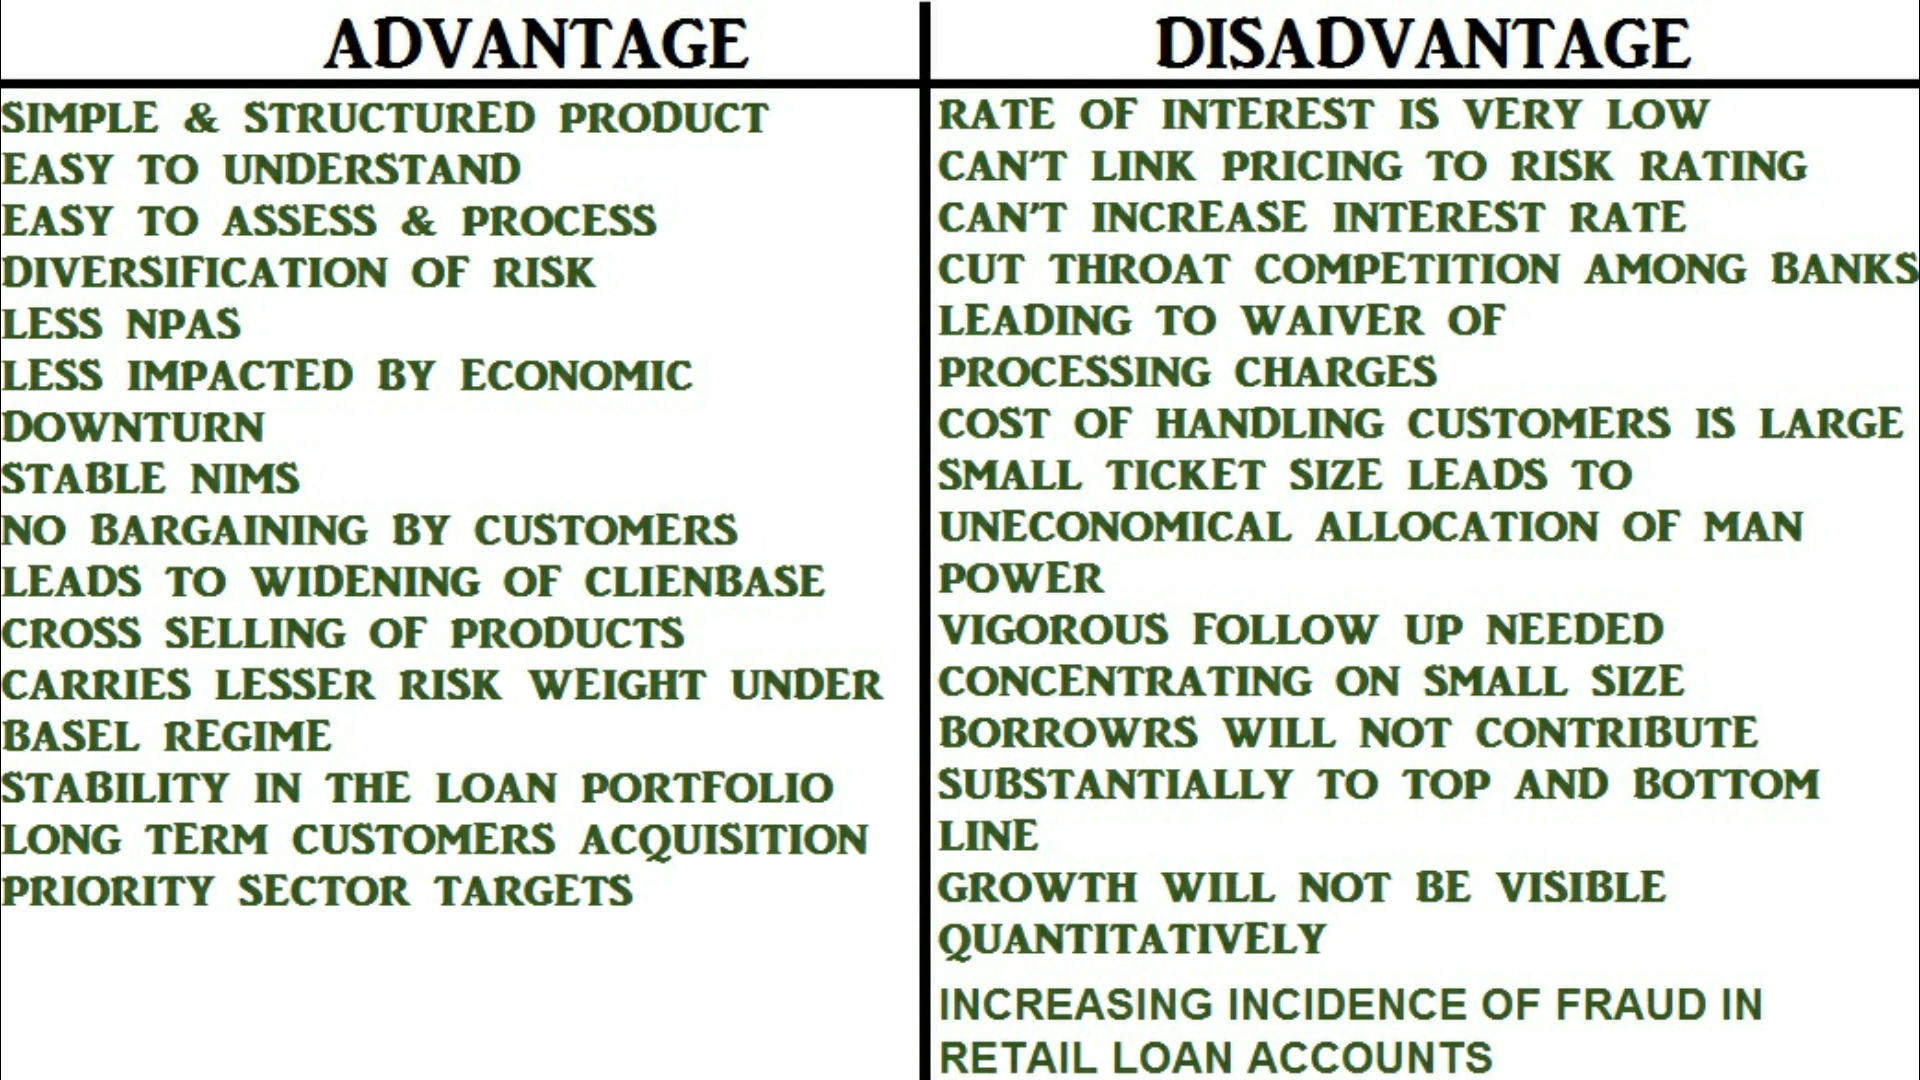 ADVANTAGE
SIMPLE & STRUCTURED PRODUCT
EASY TO UNDERSTAND
EASY TO ASSESS & PROCESS
DIVERSIFICATION OF RISK
LESS NPAS
LESS IMPACTED BY ECONOMIC
DOWNTURN
STABLE NIMS
NO BARGAINING BY CUSTOMERS
LEADS TO WIDENING OF CLIENBASE
CROSS SELLING OF PRODUCTS
CARRIES LESSER RISK WEIGHT UNDER
BASEL REGIME
STABILITY IN THE LOAN PORTFOLIO
LONG TERM CUSTOMERS ACQUISITION
PRIORITY SECTOR TARGETS
DISADVANTAGE
RATE OF INTEREST IS VERY LOW
CAN'T LINK PRICING TO RISK RATING
CAN'T INCREASE INTEREST RATE
CUT THROAT COMPETITION AMONG BANKS
LEADING TO WAIVER OF
PROCESSING CHARGES
COST OF HANDLING CUSTOMERS IS LARGE
SMALL TICKET SIZE LEADS TO
UNECONOMICAL ALLOCATION OF MAN
POWER
VIGOROUS FOLLOW UP NEEDED
CONCENTRATING ON SMALL SIZE
BORROWRS WILL NOT CONTRIBUTE
SUBSTANTIALLY TO TOP AND BOTTOM
LINE
GROWTH WILL NOT BE VISIBLE
QUANTITATIVELY
INCREASING INCIDENCE OF FRAUD IN
RETAIL LOAN ACCOUNTS